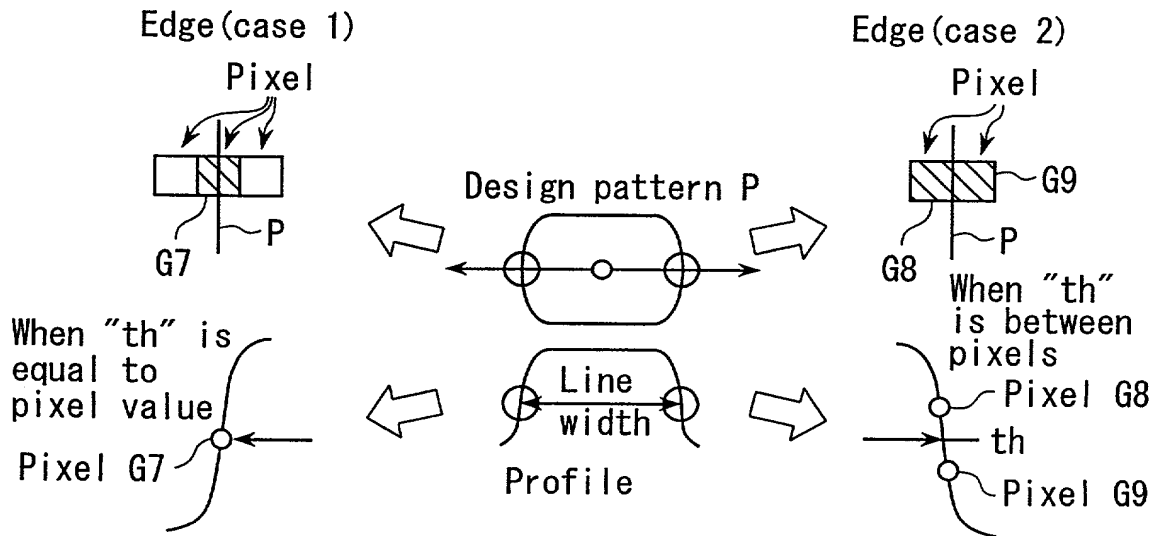 Edge(case 1)
Pixel
G7
P
When "th" is
equal to
pixel value
Pixel G7
Design pattern P
Line
width
Profile
Edge(case 2)
Pixel
G9
G8
P
When "th"
is between
pixels
Pixel G8
th
Pixel G9